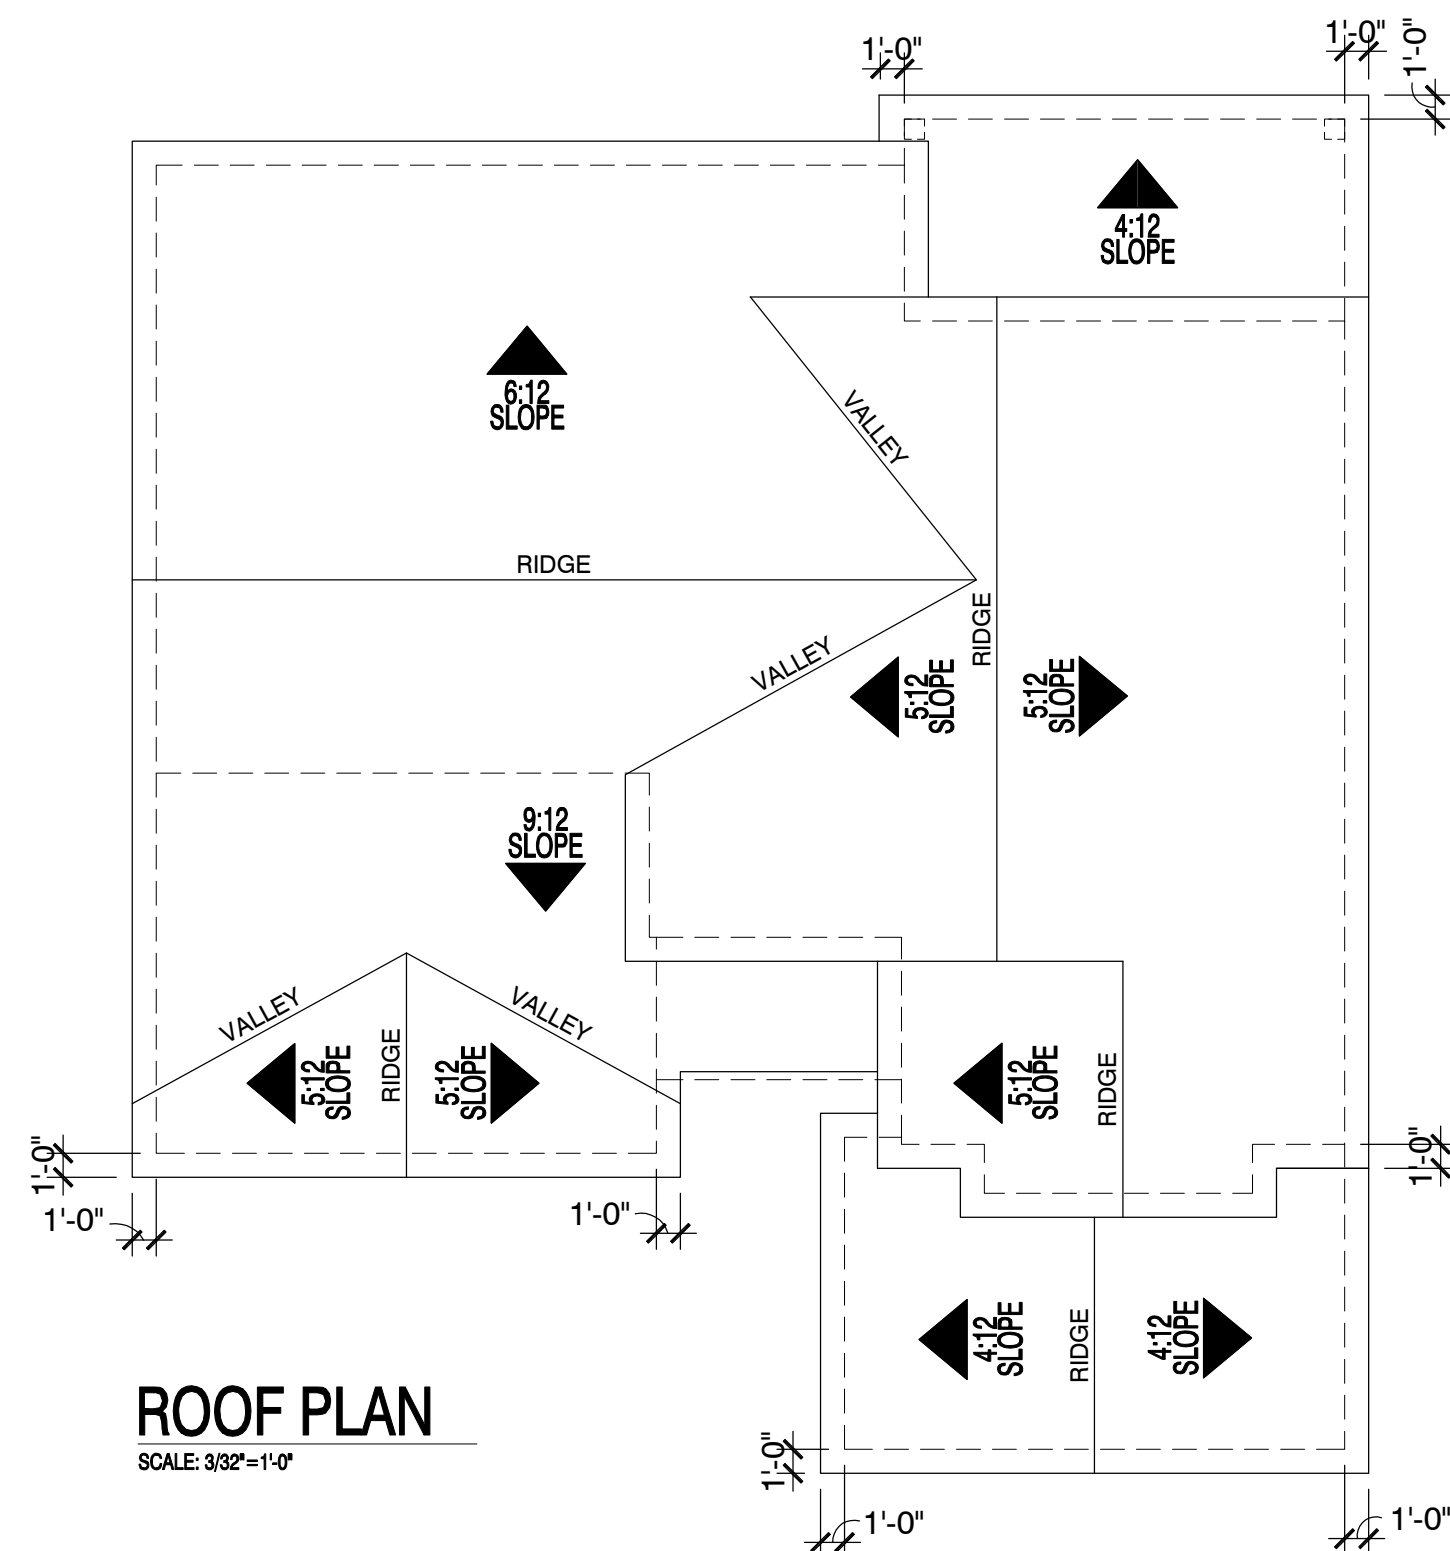 1'-0"
1'-0"
1'-0"
4:12
SLOPE
6:12
SLOPE
VALLEY
RIDGE
RIDGE
VALLEY
5:12
SLOPE
5:12
SLOPE
9:12
SLOPE
VALLEY
VALLEY
RIDGE
5:12
SLOPE
5:12
SLOPE
5:12
SLOPE
RIDGE
1'-0"
1'-0"
1'-0"
1'-0"
4:12
SLOPE
RIDGE
4:12
SLOPE
ROOF PLAN
SCALE: 3/32"=1'-0"
1'-0"
1'-0"
1'-0"